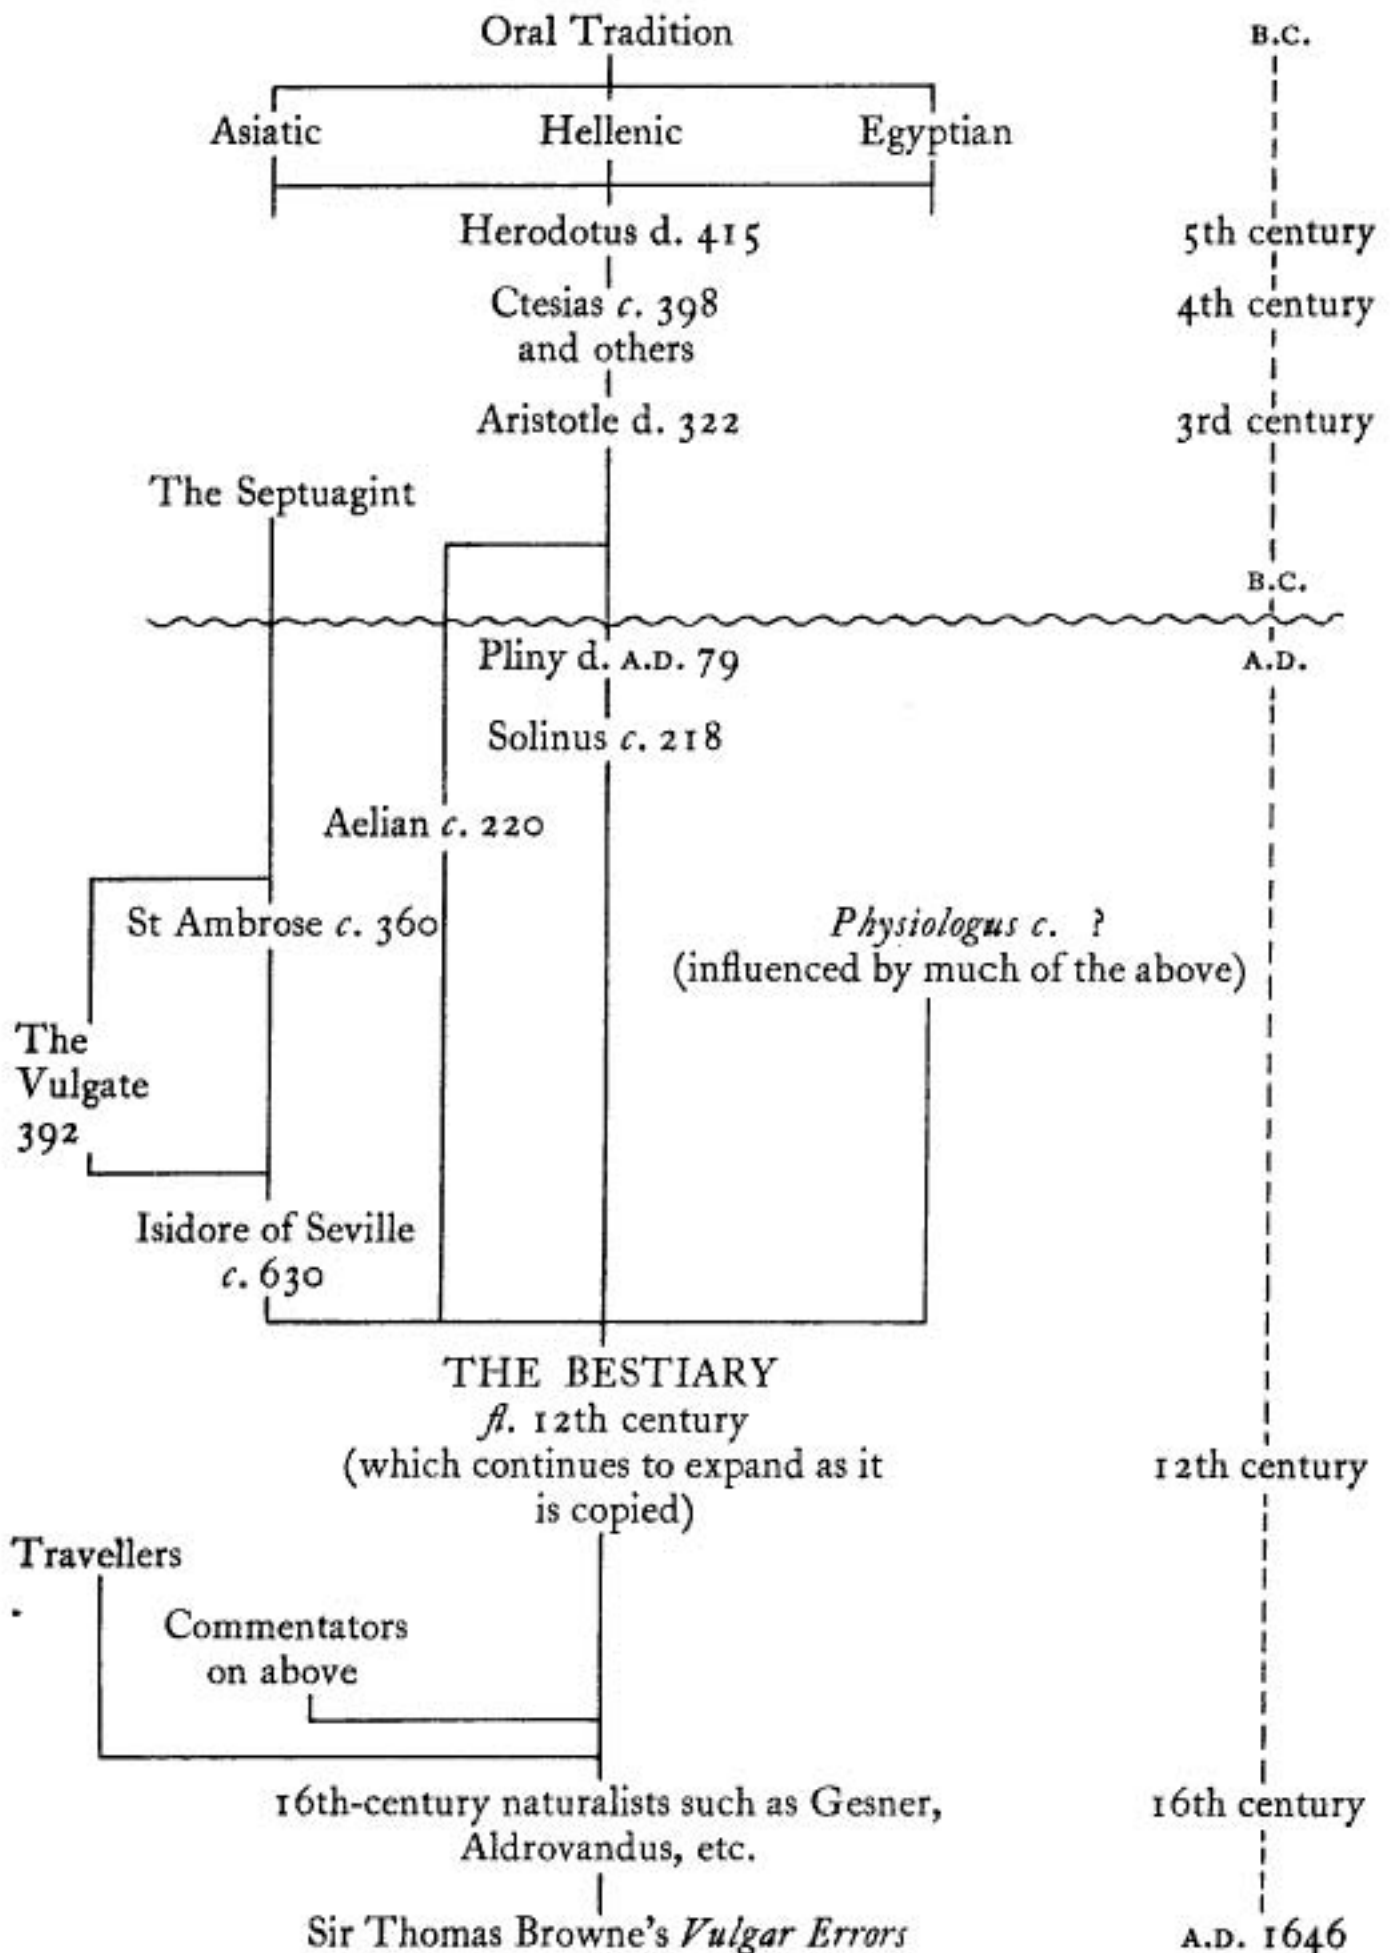 Oral Tradition
B.C.
Asiatic
Hellenic
Egyptian
Herodotus d. 415
5th century
Ctesias c. 398
and others
4th century
Aristotle d. 322
3rd century
The Septuagint
B.C.
Pliny d. A.D. 79
A.D.
Solinus c. 218
Aelian c. 220
St Ambrose c. 360
Physiologus c. ?
(influenced by much of the above)
The
Vulgate
392
Isidore of Seville
c. 630
THE BESTIARY
fl. 12th century
(which continues to expand as it
is copied)
12th century
Travellers
Commentators
on above
16th-century naturalists such as Gesner,
Aldrovandus, etc.
16th century
Sir Thomas Browne's Vulgar Errors
A.D. 1646